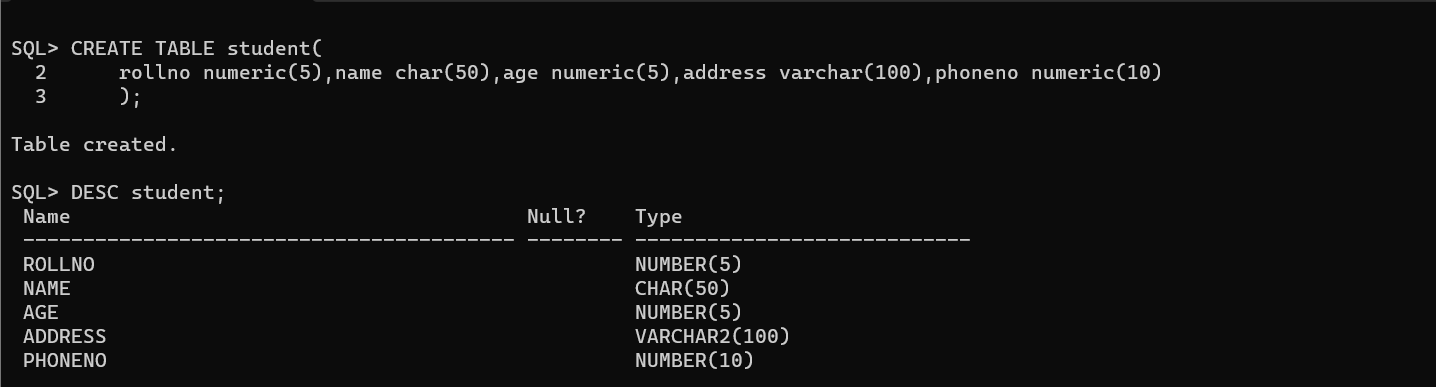 SQL> CREATE TABLE student(
  2      rollno numeric(5),name char(50),age numeric(5),address varchar(100),phoneno numeric(10)
  3      );
Table created.
SQL> DESC student;
 Name                                      Null?    Type
 ----------------------------------------- -------- ----------------------------
 ROLLNO                                             NUMBER(5)
 NAME                                               CHAR(50)
 AGE                                                NUMBER(5)
 ADDRESS                                            VARCHAR2(100)
 PHONENO                                            NUMBER(10)